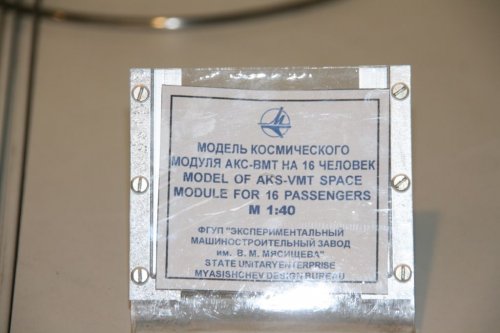 МОДЕЛЬ КОСМИЧЕСКОГО
МОДУЛЯ АКС-ВМТ НА 16 ЧЕЛОВЕК
MODEL OF AKS-VMT SPACE
MODULE FOR 16 PASSENGERS
М 1:40
ФГУП "ЭКСПЕРИМЕНТАЛЬНЫЙ
МАШИНОСТРОИТЕЛЬНЫЙ ЗАВОД
им. В. М. МЯСИЩЕВА"
STATE UNITARY ENTERPRISE
MYASISHCHEV DESIGN BUREAU